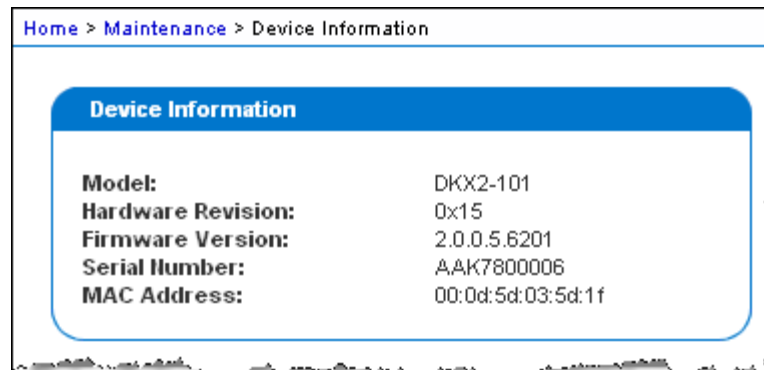 Home > Maintenance > Device Information
Device Information
Model: DKX2-101
Hardware Revision: 0x15
Firmware Version: 2.0.0.5.6201
Serial Number: AAK7800006
MAC Address: 00:0d:5d:03:5d:1f